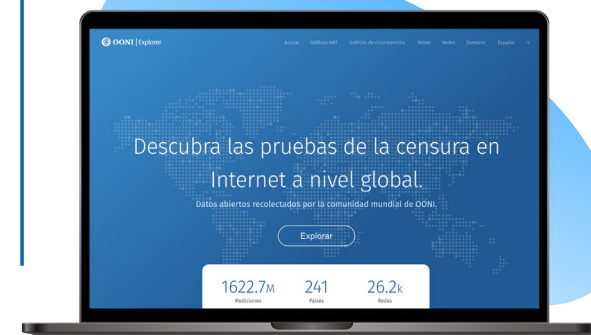 OONI | Explorer
Buscar Gráficos MAT Gráficos de circunvención Países Redes Domains Español
Descubra las pruebas de la censura en
Internet a nivel global.
Datos abiertos recolectados por la comunidad mundial de OONI.
Explorar
1622.7M 241 26.2k
Mediciones Países Redes